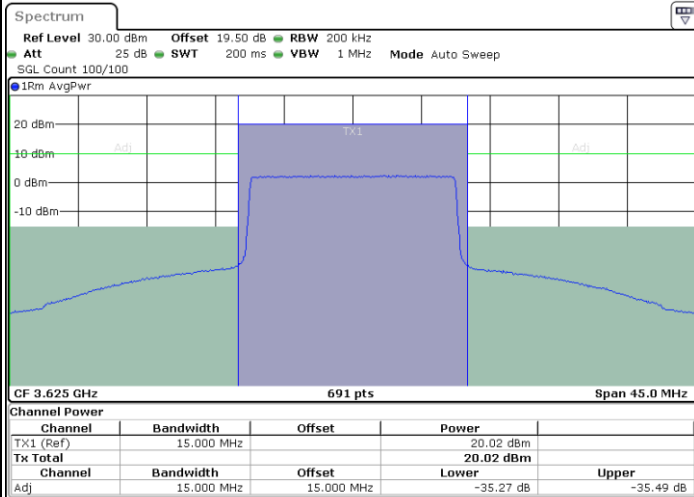 Spectrum
Ref Level 30.00 dBm Offset 19.50 dB RBW 200 kHz
Att 25 dB SWT 200 ms VBW 1 MHz Mode Auto Sweep
SGL Count 100/100
1Rm AvgPwr
20 dBm
TX1
Adj Adj
10 dBm
0 dBm
-10 dBm
CF 3.625 GHz 691 pts Span 45.0 MHz
Channel Power
Channel Bandwidth Offset Power
TX1 (Ref) 15.000 MHz 20.02 dBm
Tx Total 20.02 dBm
Channel Bandwidth Offset Lower Upper
Adj 15.000 MHz 15.000 MHz -35.27 dB -35.49 dB